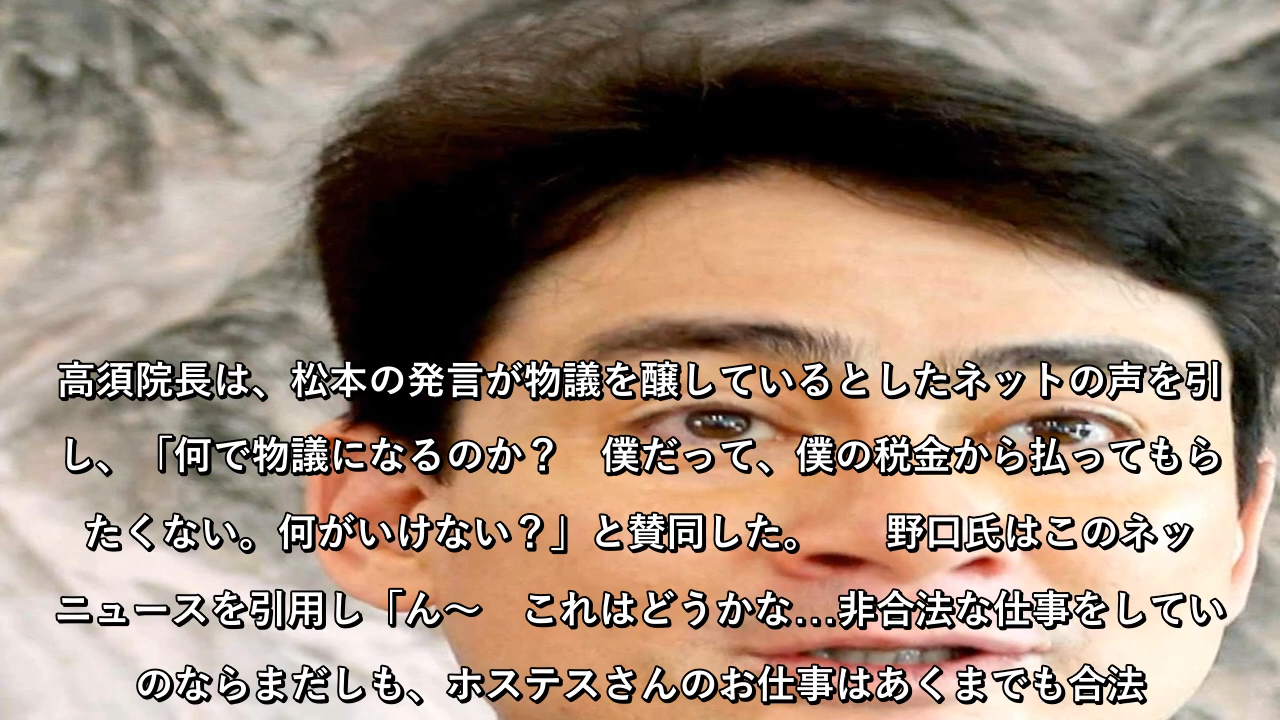 高須院長は、松本の発言が物議を醸しているとしたネットの声を引
し、「何で物議になるのか？　僕だって、僕の税金から払ってもら
たくない。何がいけない？」と賛同した。　　野口氏はこのネッ
ニュースを引用し「ん～　これはどうかな…非合法な仕事をしてい
のならまだしも、ホステスさんのお仕事はあくまでも合法